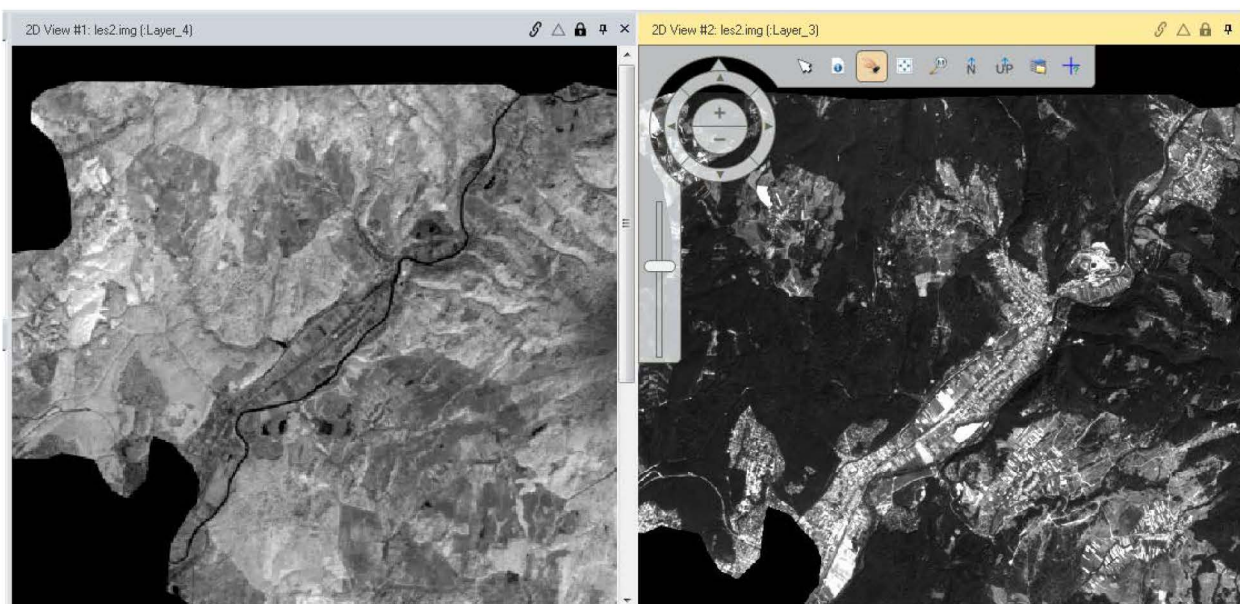 2D View #1: les2.img (:Layer_4)
2D View #2: les2.img (:Layer_3)
M
N
UP